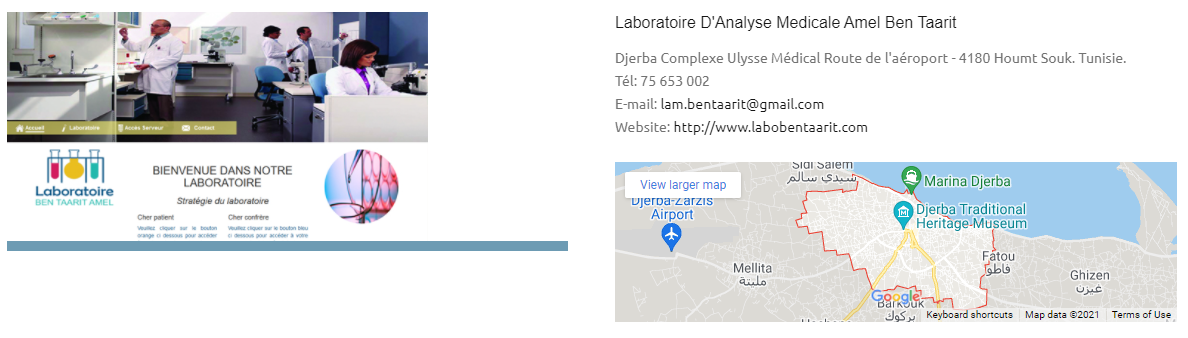 Accueil
Laboratoire
Accès Serveur
Contact
Laboratoire
BEN TAARIT AMEL
BIENVENUE DANS NOTRE
LABORATOIRE
Stratégie du laboratoire
Cher patient
Veuillez cliquer sur le bouton
orange ci dessous pour accéder
Cher confrère
Veuillez cliquer sur le bouton bleu
ci dessous pour accéder à votre
Laboratoire D'Analyse Medicale Amel Ben Taarit
Djerba Complexe Ulysse Médical Route de l'aéroport - 4180 Houmt Souk. Tunisie.
Tél: 75 653 002
E-mail: lam.bentaarit@gmail.com
Website: http://www.labobentaarit.com
View larger map
Sidi Salem
سيدي سالم
Marina Djerba
Djerba-Zarzis
Airport
Djerba Traditional
Heritage-Museum
Mellita
مليتة
Fatou
فاطوا
Ghizen
غيزن
Google
Barkouk
بركوك
Keyboard shortcuts
Map data ©2021
Terms of Use